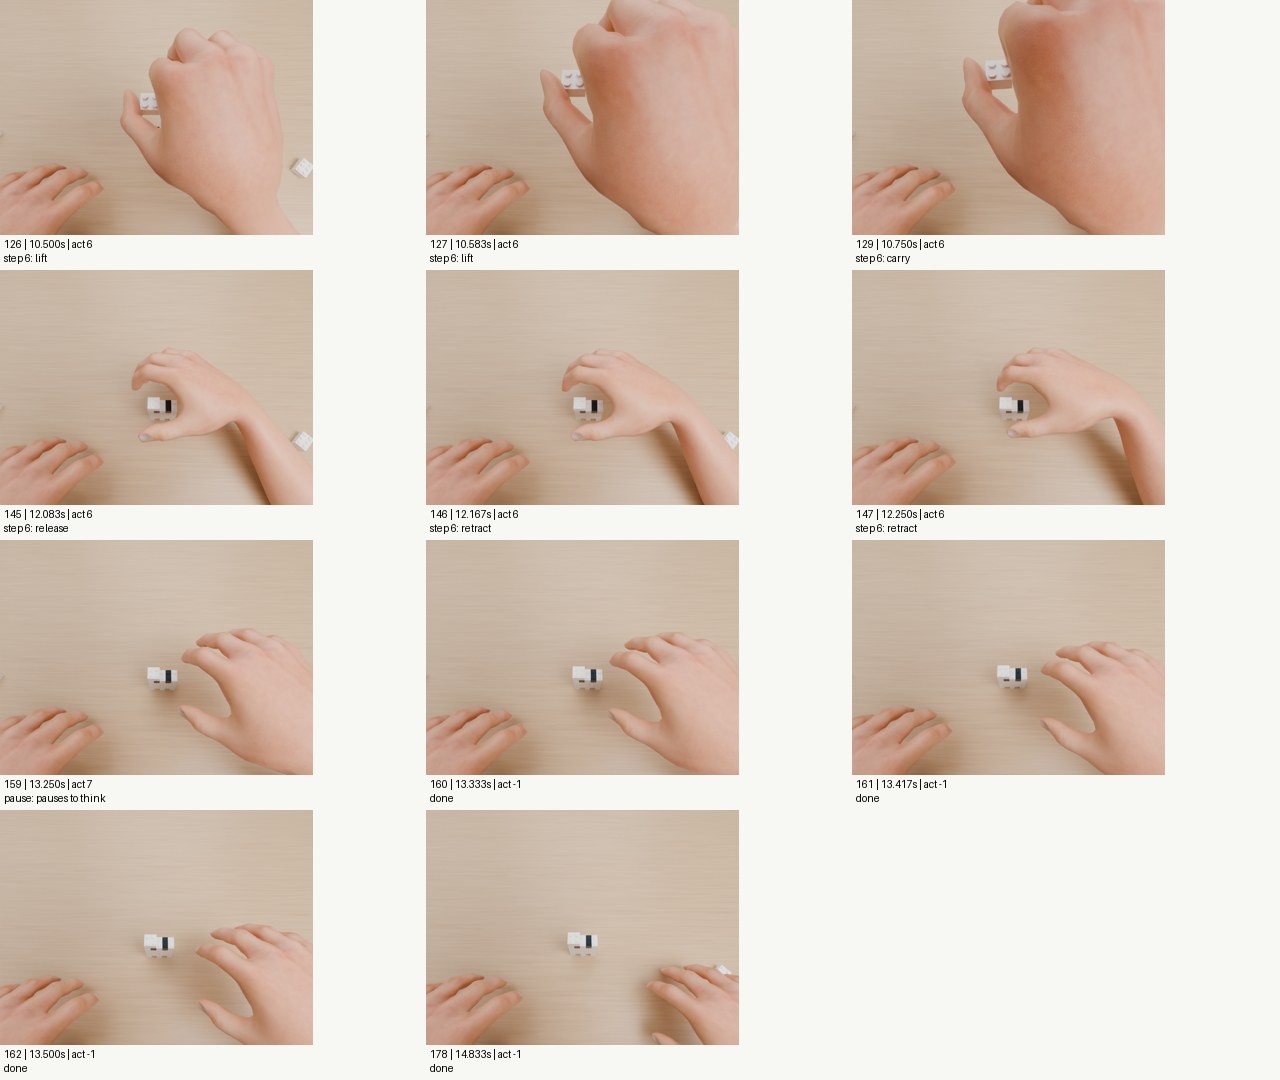 126 | 10.500s | act 6
step 6: lift
127 | 10.583s | act 6
step 6: lift
129 | 10.750s | act 6
step 6: carry
145 | 12.083s | act 6
step 6: release
146 | 12.167s | act 6
step 6: retract
147 | 12.250s | act 6
step 6: retract
159 | 13.250s | act 7
pause: pauses to think
160 | 13.333s | act -1
done
161 | 13.417s | act -1
done
162 | 13.500s | act -1
done
178 | 14.833s | act -1
done